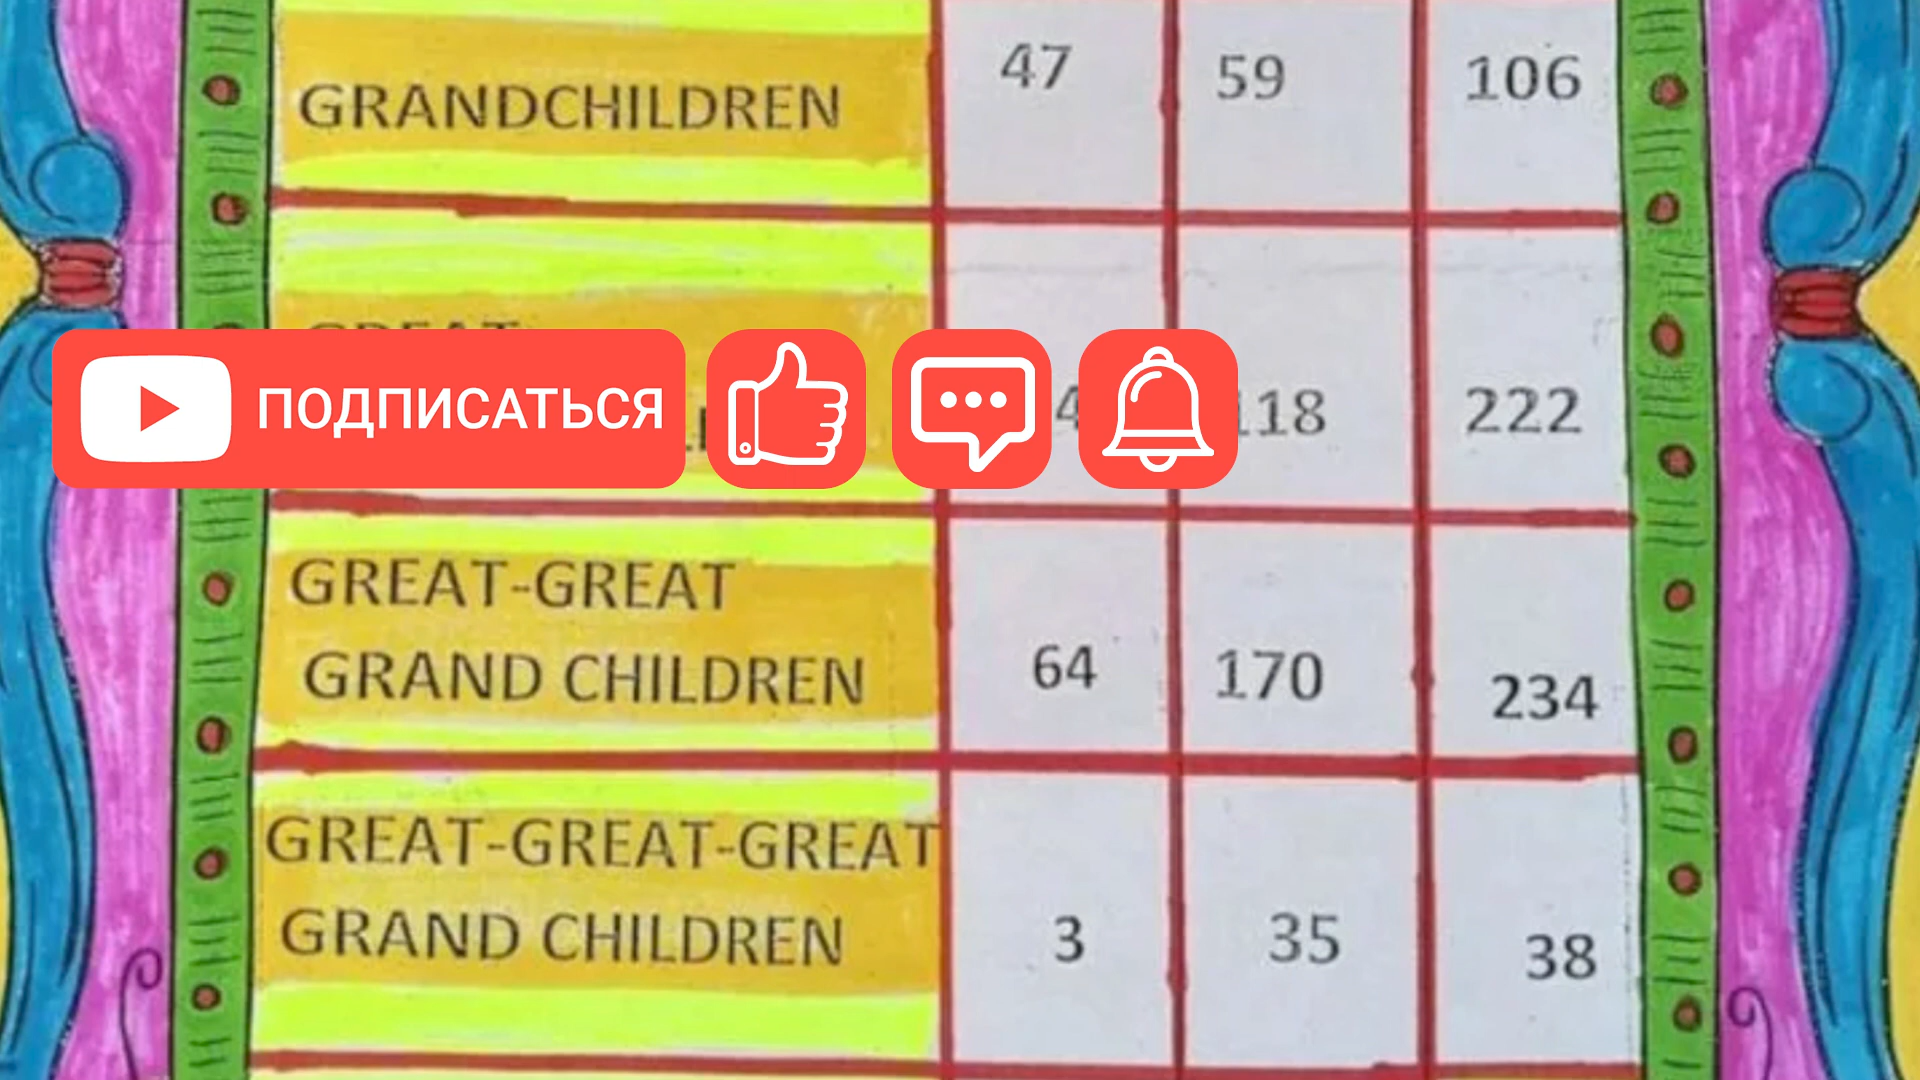 GRANDCHILDREN 47 59 106
ПОДПИСАТЬСЯ 222
GREAT-GREAT
GRAND CHILDREN 64 170 234
GREAT-GREAT-GREAT
GRAND CHILDREN 3 35 38